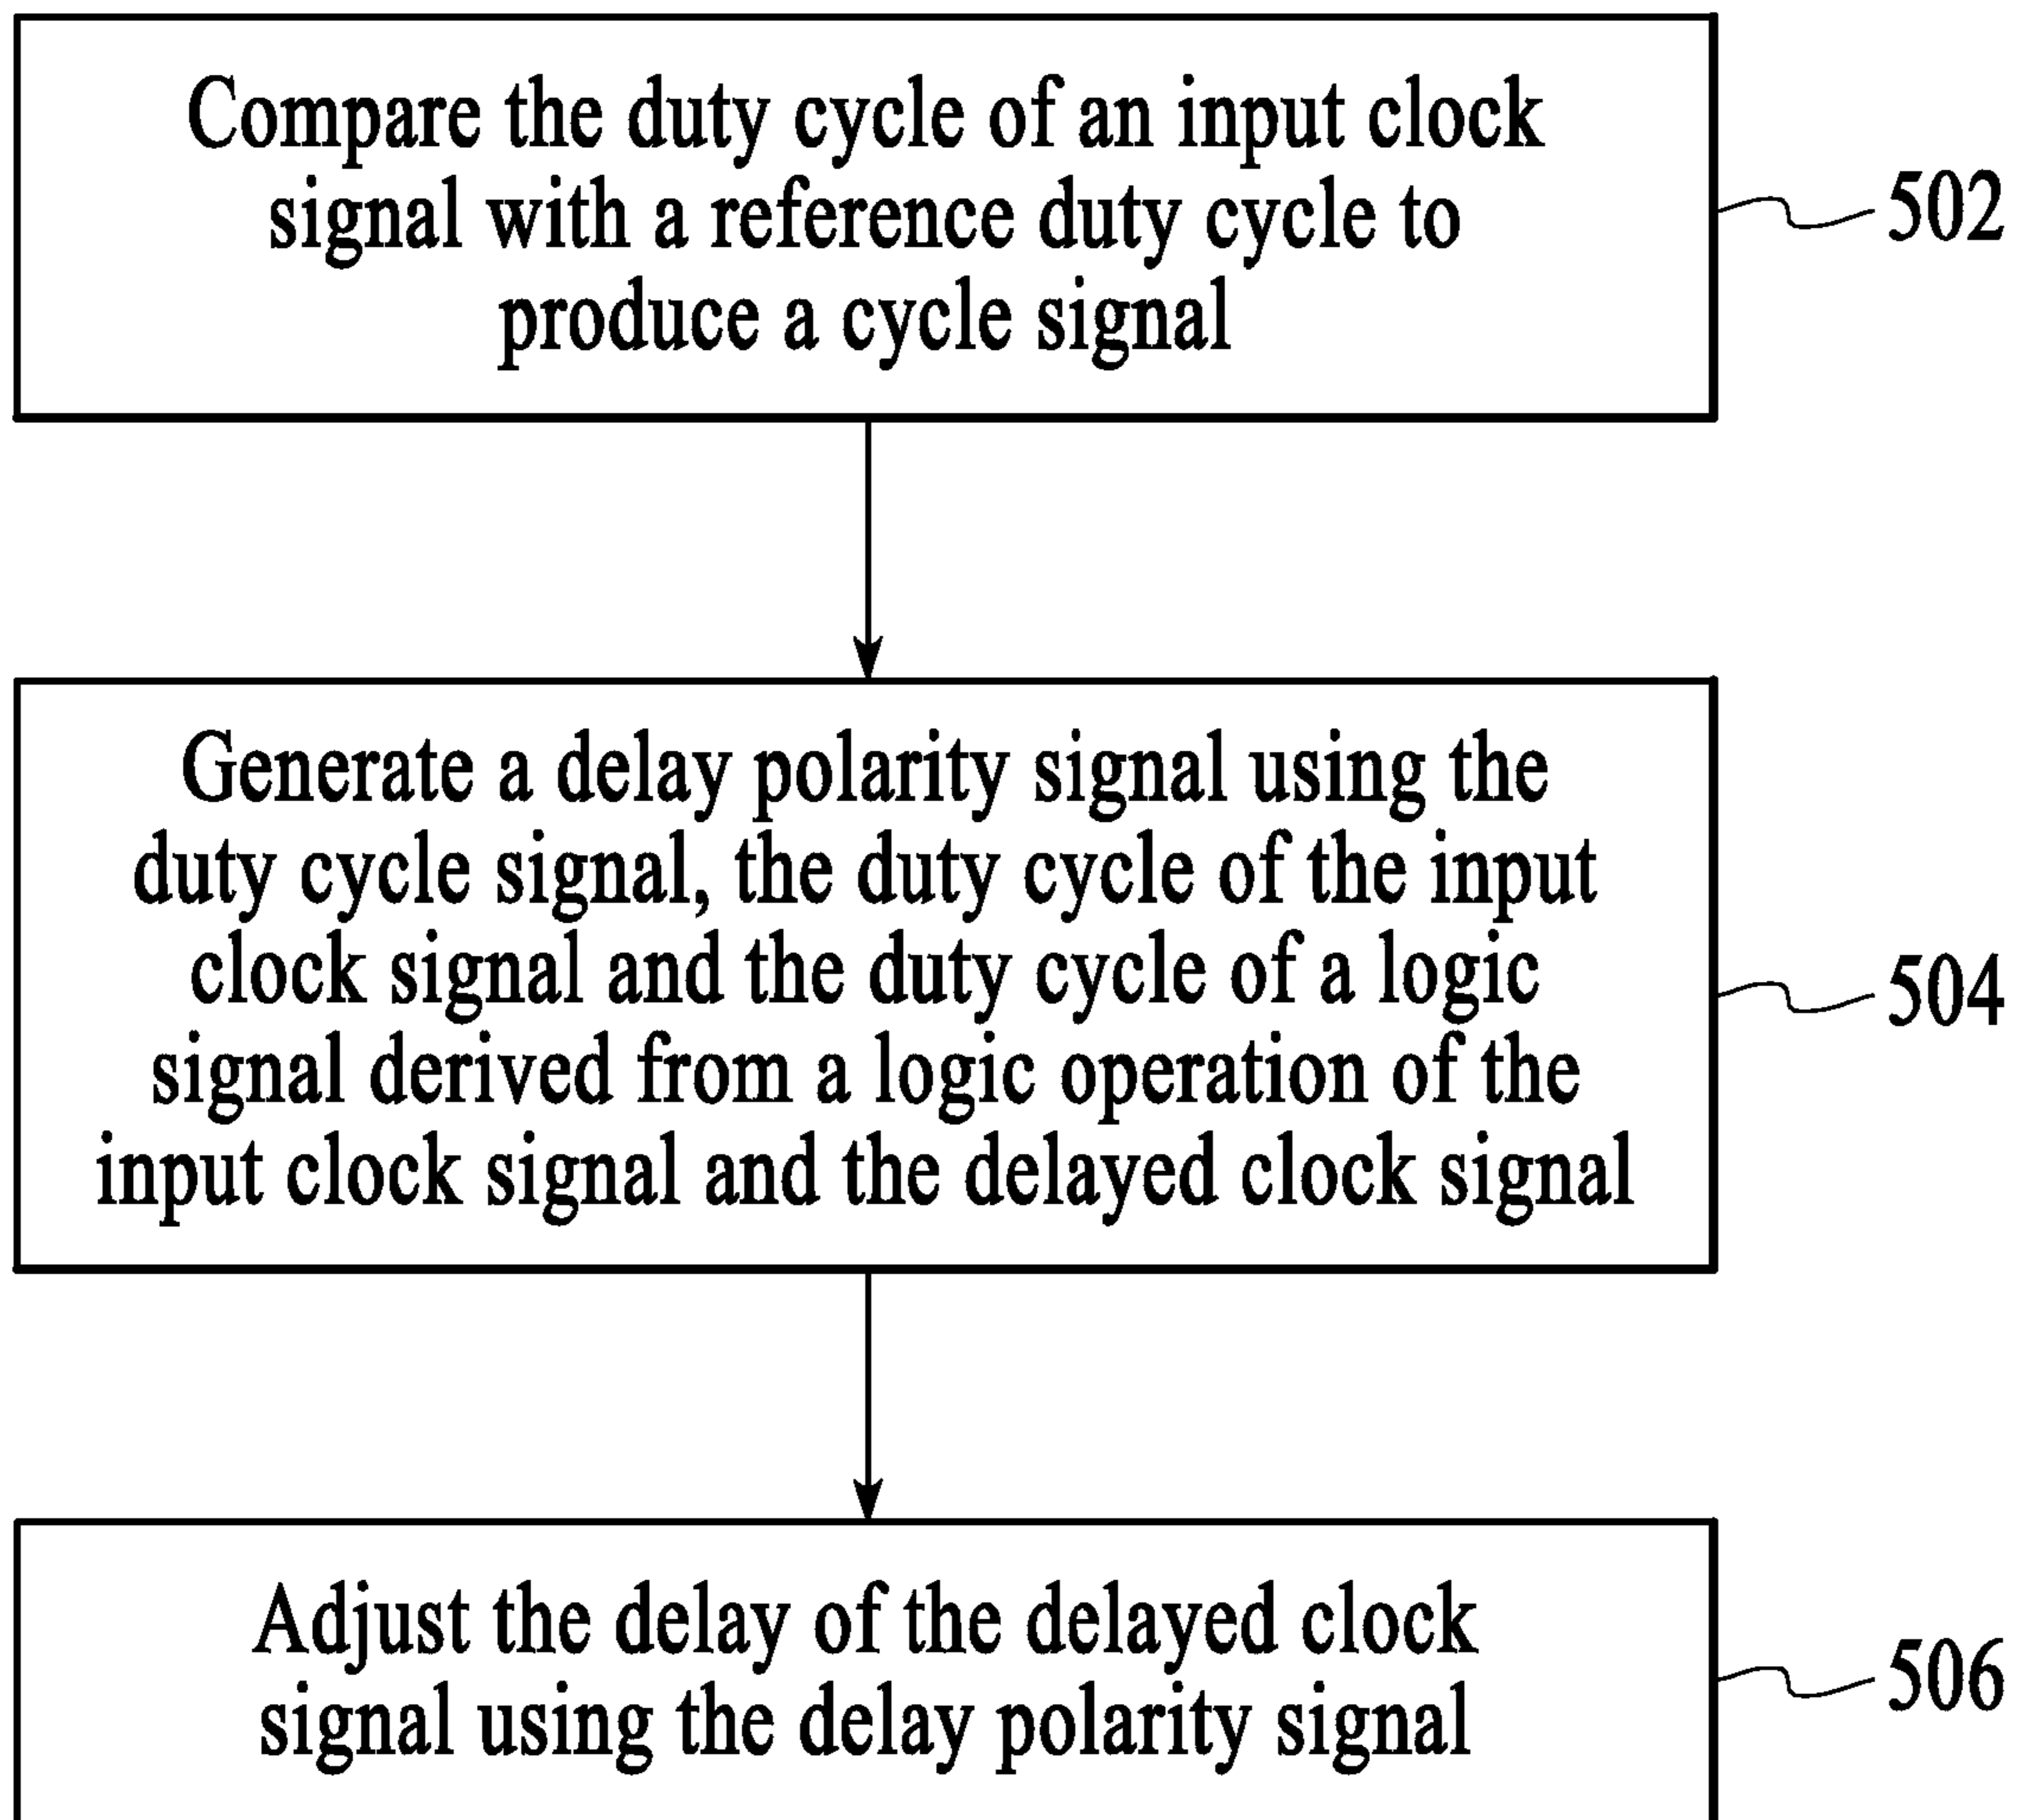 Compare the duty cycle of an input clock
signal with a reference duty cycle to
produce a cycle signal
502
Generate a delay polarity signal using the
duty cycle signal, the duty cycle of the input
clock signal and the duty cycle of a logic
signal derived from a logic operation of the
input clock signal and the delayed clock signal
504
Adjust the delay of the delayed clock
signal using the delay polarity signal
506